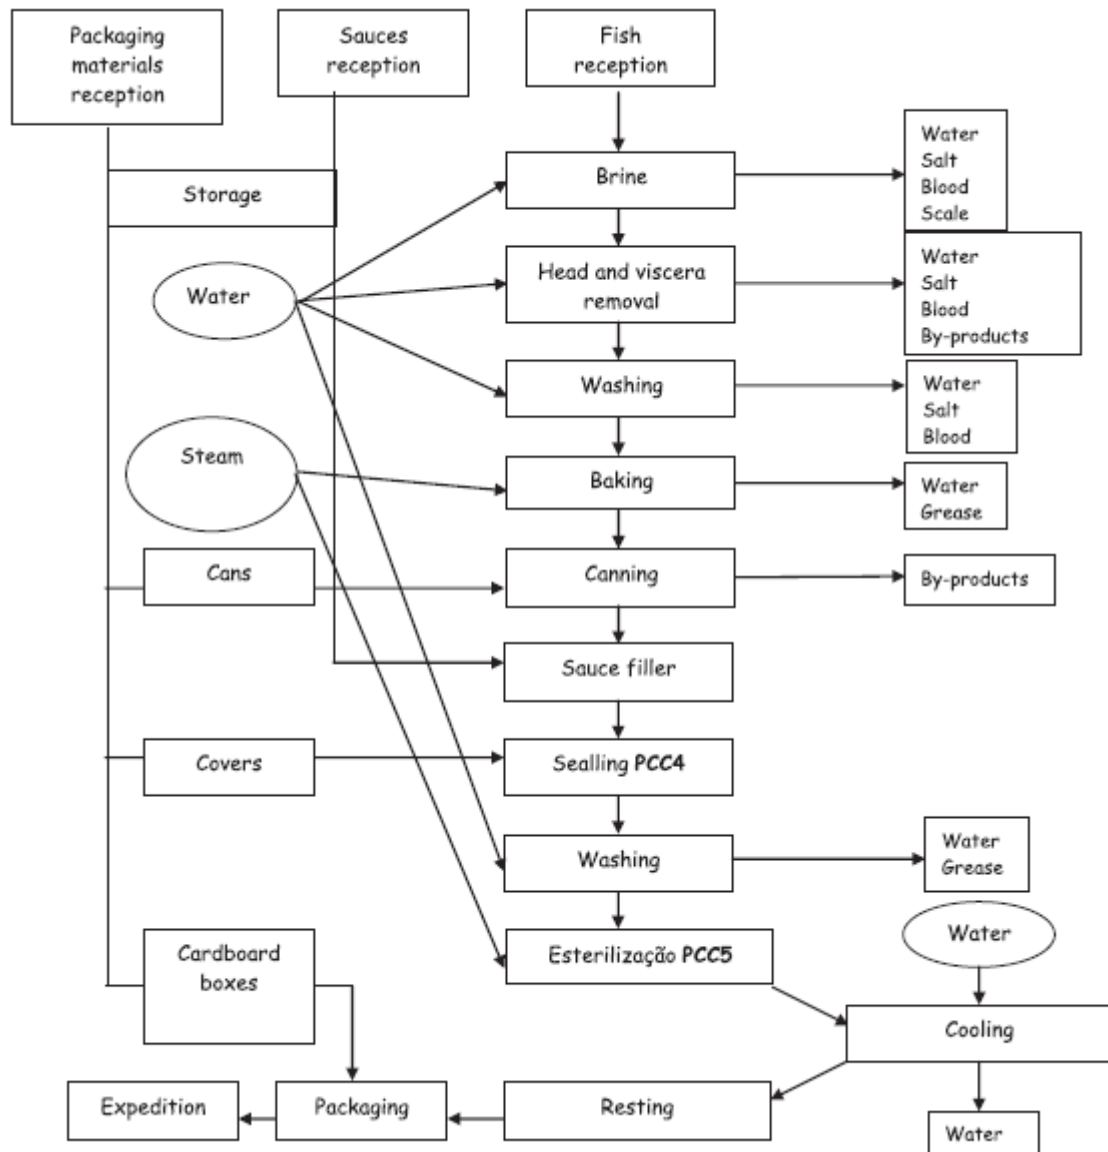 Packaging
materials
reception
Sauces
reception
Fish
reception
Storage
Brine
Water
Salt
Blood
Scale
Water
Head and viscera
removal
Water
Salt
Blood
By-products
Washing
Water
Salt
Blood
Steam
Baking
Water
Grease
Cans
Canning
By-products
Sauce filler
Covers
Sealling PCC4
Washing
Water
Grease
Cardboard
boxes
Esterilização PCC5
Water
Cooling
Expedition
Packaging
Resting
Water